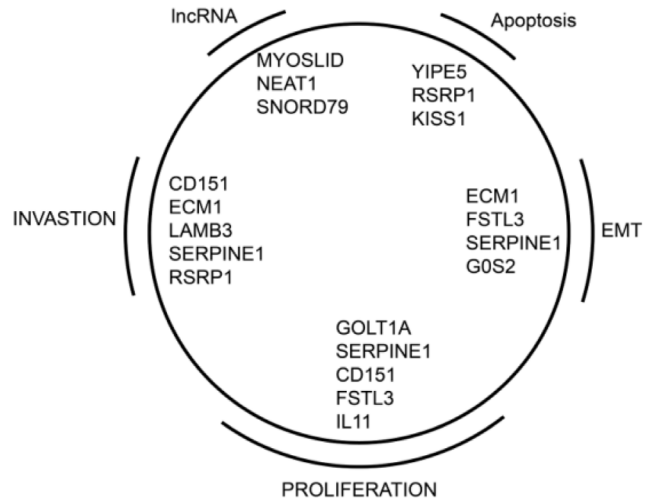 lncRNA
MYOSLID
NEAT1
SNORD79
Apoptosis
YIPE5
RSRP1
KISS1
INVASTION
CD151
ECM1
LAMB3
SERPINE1
RSRP1
ECM1
FSTL3
SERPINE1
G0S2
EMT
GOLT1A
SERPINE1
CD151
FSTL3
IL11
PROLIFERATION